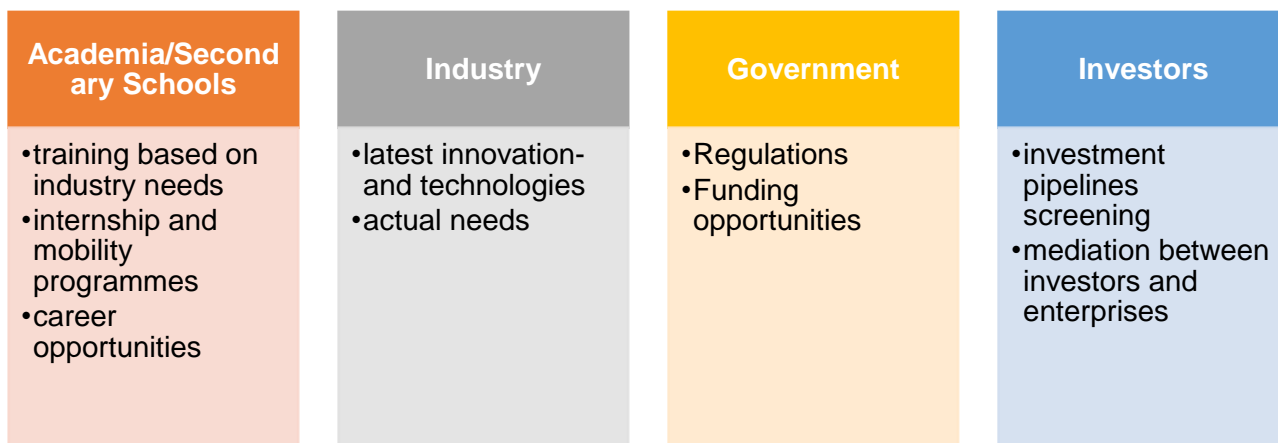 Academia/Second
ary Schools
•training based on
industry needs
•internship and
mobility
programmes
•career
opportunities
Industry
•latest innovation-
and technologies
•actual needs
Government
•Regulations
•Funding
opportunities
Investors
•investment
pipelines
screening
•mediation between
investors and
enterprises